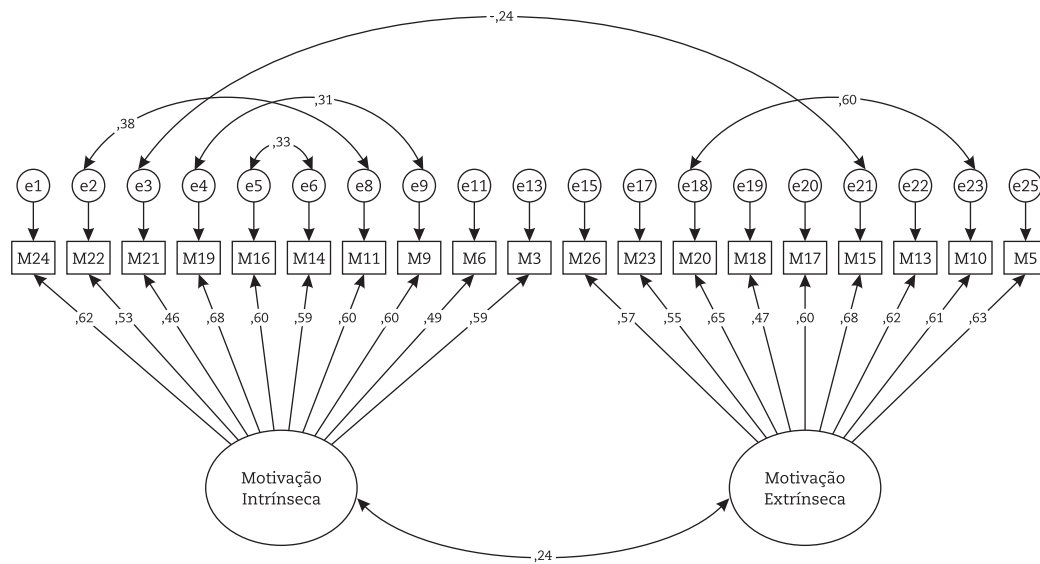 -,24
,38
,31
,60
,33
e1 e2 e3 e4 e5 e6 e8 e9 e11 e13 e15 e17 e18 e19 e20 e21 e22 e23 e25
M24 M22 M21 M19 M16 M14 M11 M9 M6 M3 M26 M23 M20 M18 M17 M15 M13 M10 M5
,62 ,53 ,46 ,68 ,60 ,59 ,60 ,60 ,49 ,59 ,57 ,55 ,65 ,47 ,60 ,68 ,62 ,61 ,63
Motivação
Intrínseca
Motivação
Extrínseca
,24